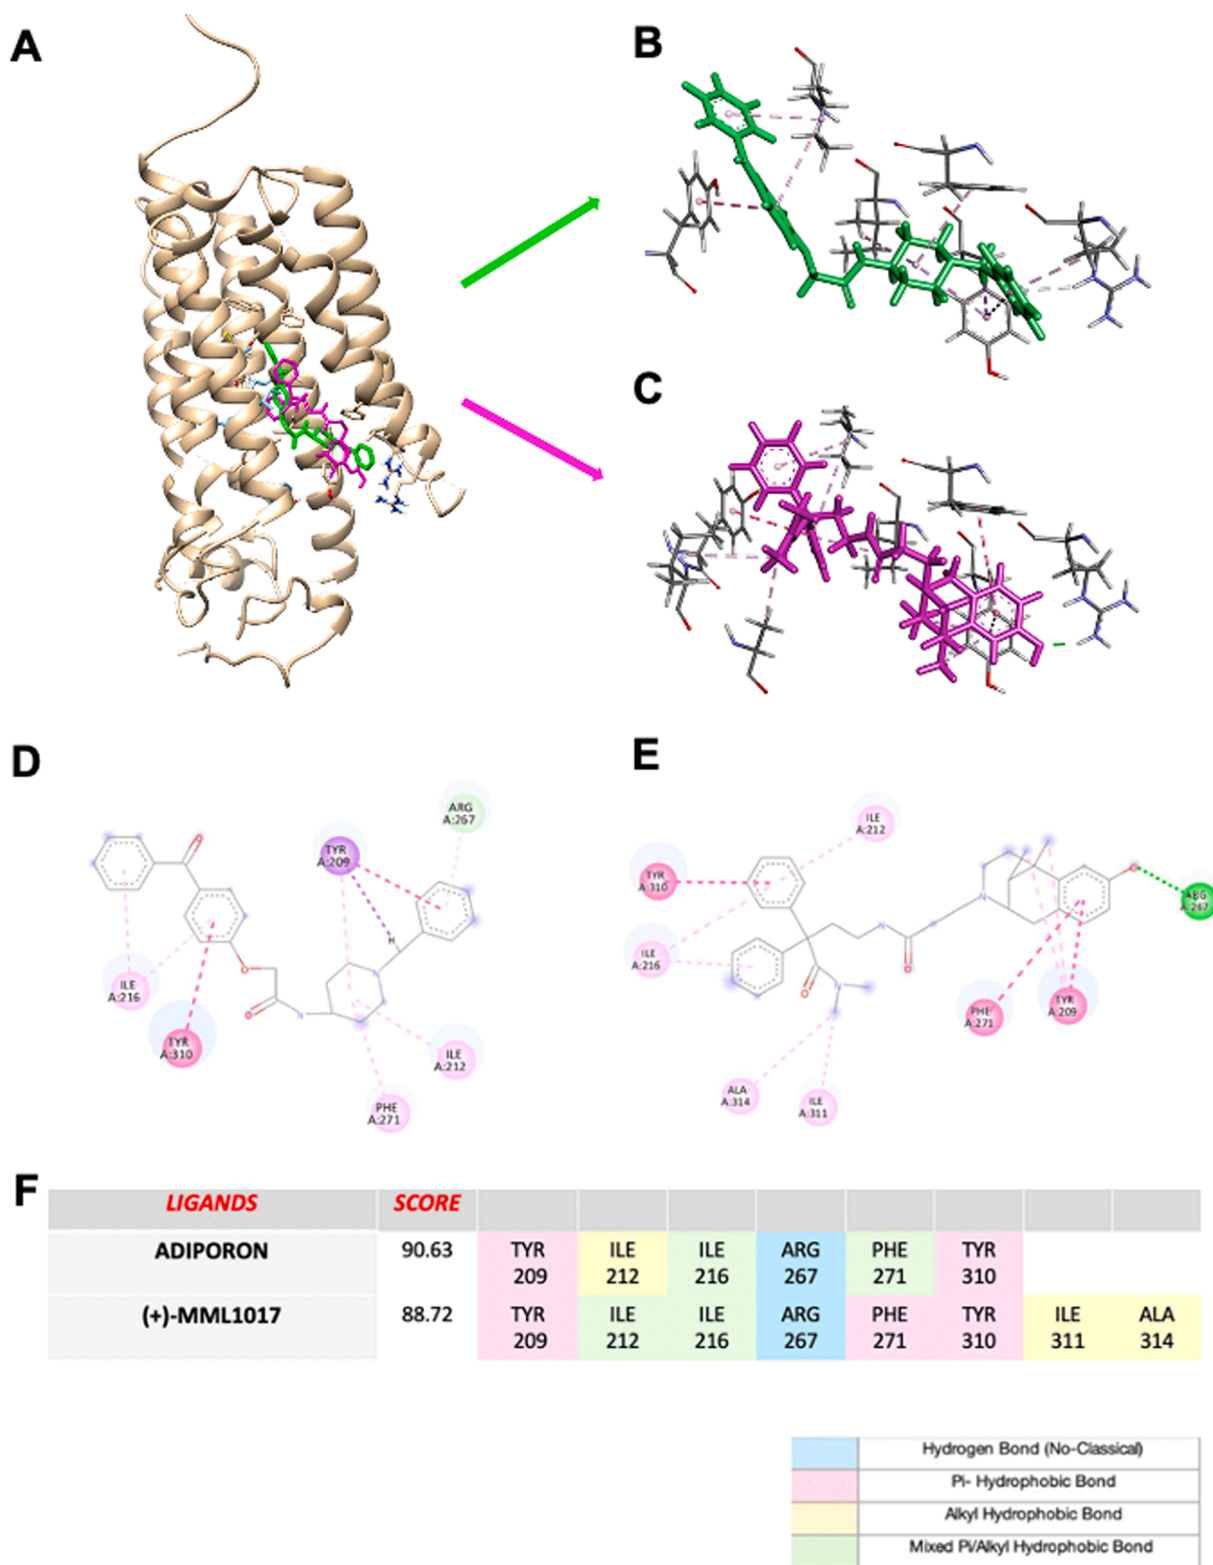 A
B
C
D
ARG
A:267
TYR
A:209
ILE
A:216
TYR
A:310
ILE
A:212
PHE
A:271
O
O
O
N
N
H
E
ILE
A:212
TYR
A:310
ILE
A:216
ARG
A:267
PHE
A:271
TYR
A:209
ALA
A:314
ILE
A:311
N
N
N
O
O
O
F
LIGANDS SCORE
ADIPORON 90.63 TYR 209 ILE 212 ILE 216 ARG 267 PHE 271 TYR 310
(+)-MML1017 88.72 TYR 209 ILE 212 ILE 216 ARG 267 PHE 271 TYR 310 ILE 311 ALA 314
Hydrogen Bond (No-Classical)
Pi- Hydrophobic Bond
Alkyl Hydrophobic Bond
Mixed Pi/Alkyl Hydrophobic Bond